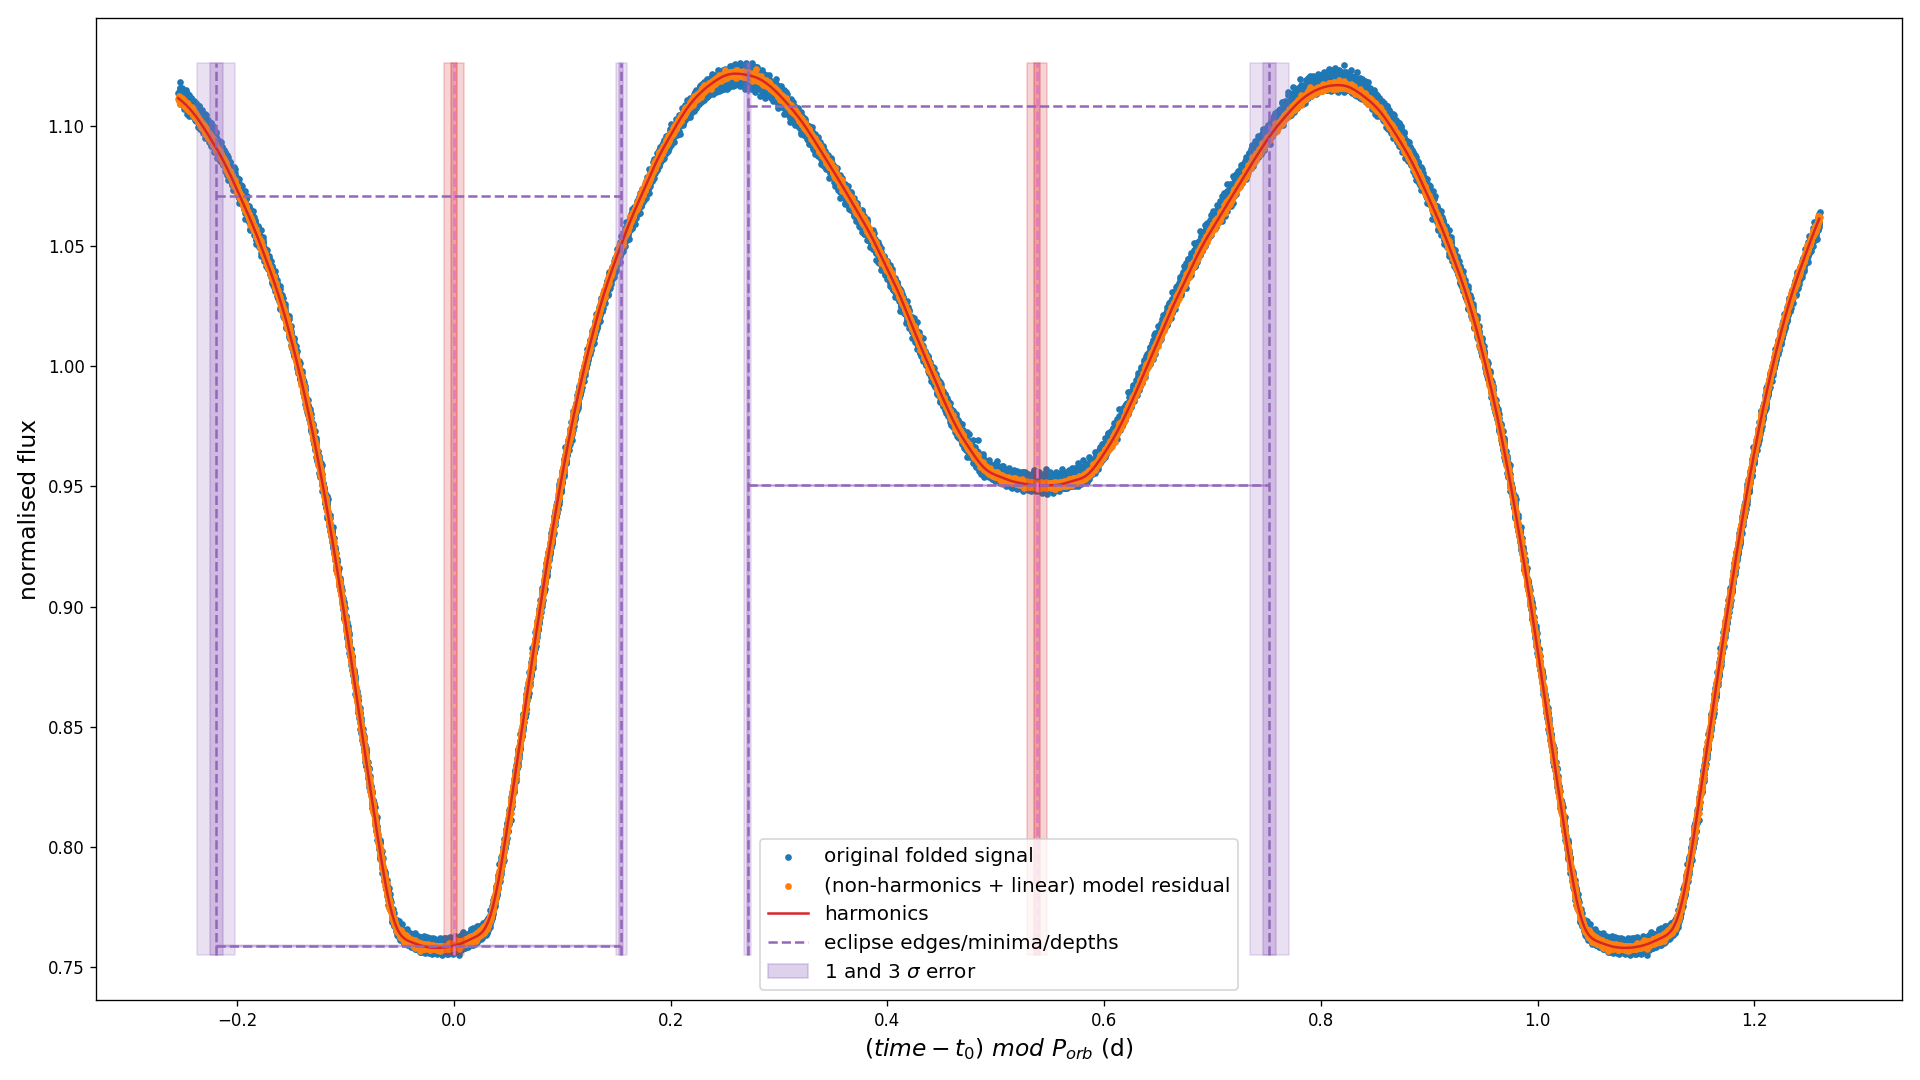 normalised flux
1.10
1.05
1.00
0.95
0.90
0.85
0.80
0.75
original folded signal
(non-harmonics + linear) model residual
harmonics
eclipse edges/minima/depths
1 and 3 σ error
−0.2 0.0 0.2 0.4 0.6 0.8 1.0 1.2
(time − t₀) mod P_orb (d)